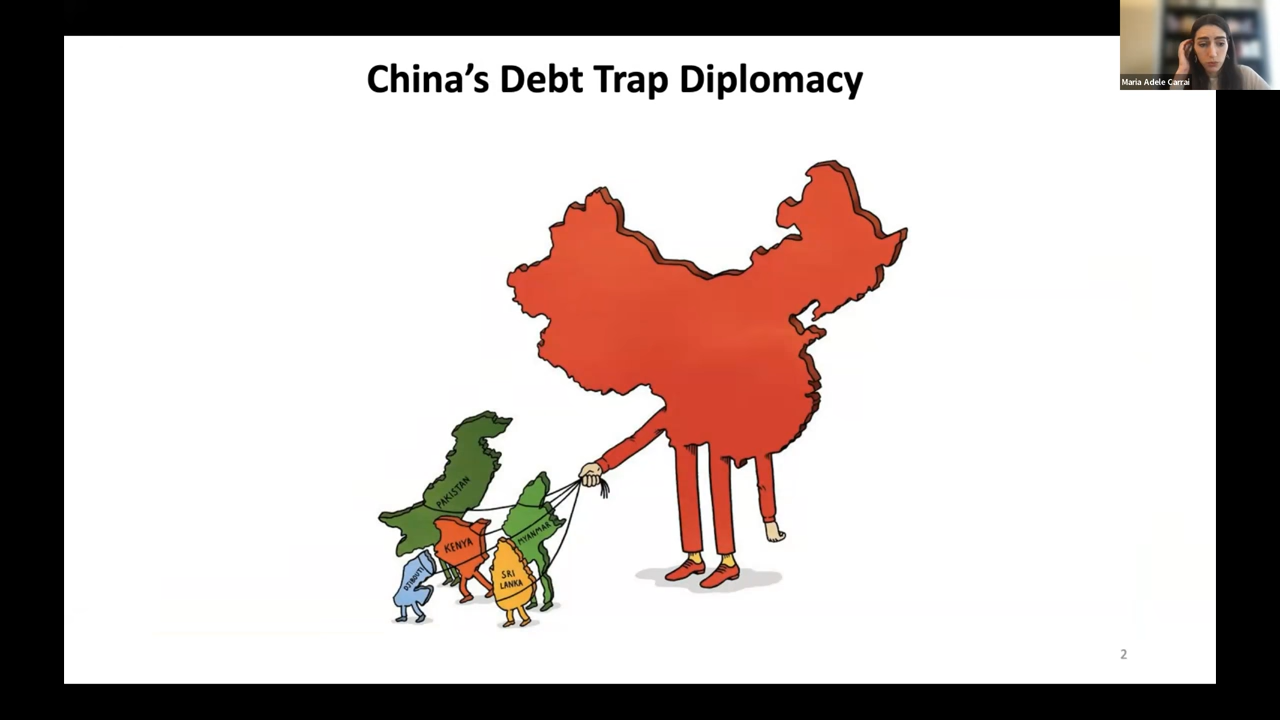 China's Debt Trap Diplomacy
Maria Adele Carrai
PAKISTAN
KENYA
MYANMAR
DJIBOUTI
SRI
LANKA
2